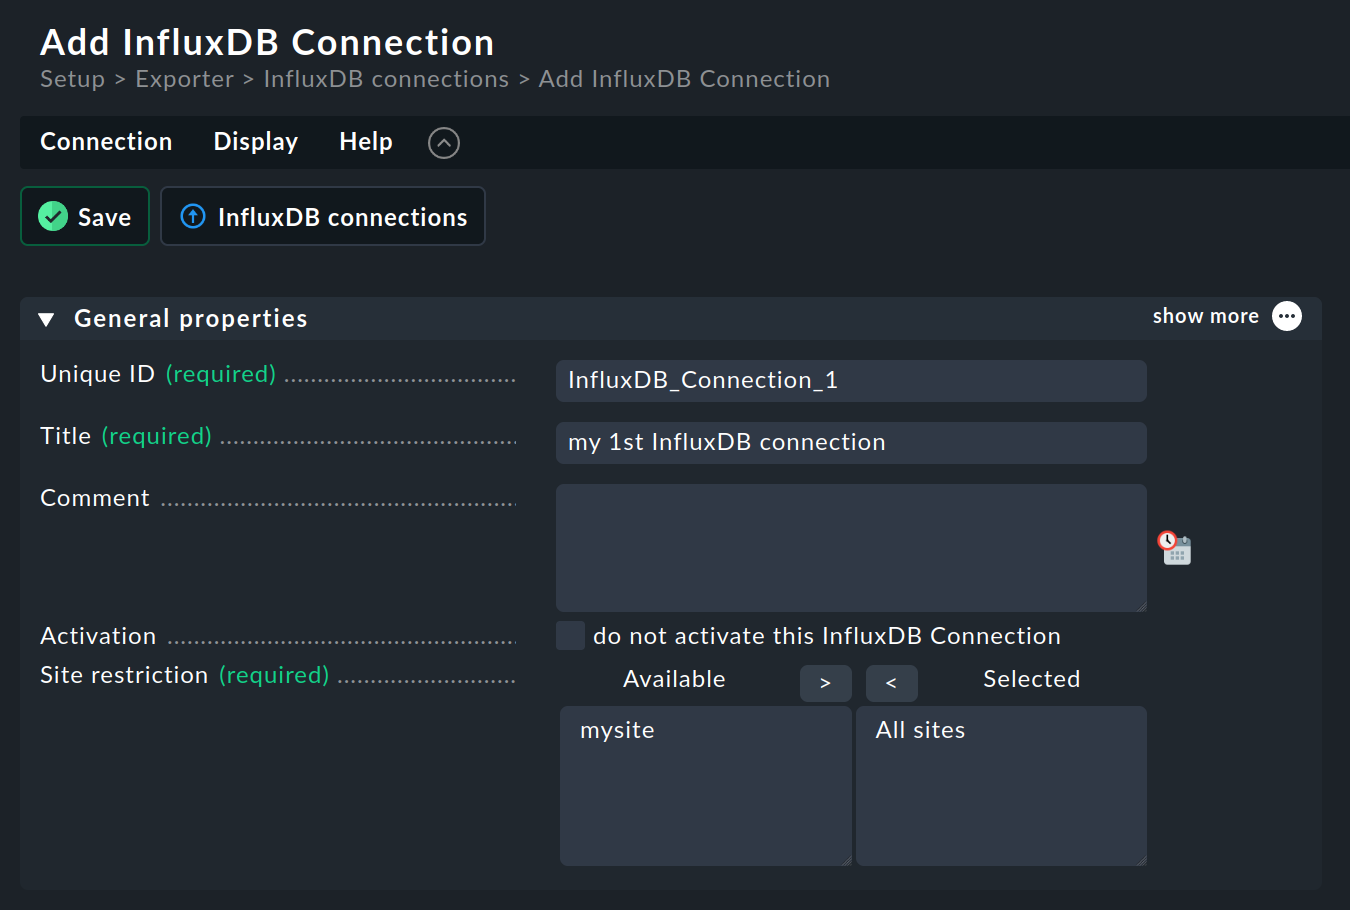 Add InfluxDB Connection
Setup > Exporter > InfluxDB connections > Add InfluxDB Connection
Connection Display Help
Save InfluxDB connections
General properties show more
Unique ID (required) InfluxDB_Connection_1
Title (required) my 1st InfluxDB connection
Comment
Activation do not activate this InfluxDB Connection
Site restriction (required) Available > < Selected
mysite All sites